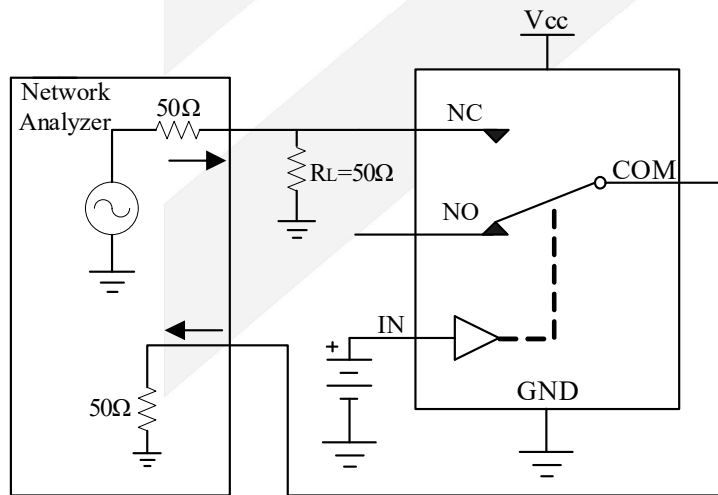 Vcc
Network
Analyzer
50Ω
NC
RL=50Ω
COM
NO
IN
+
50Ω
GND